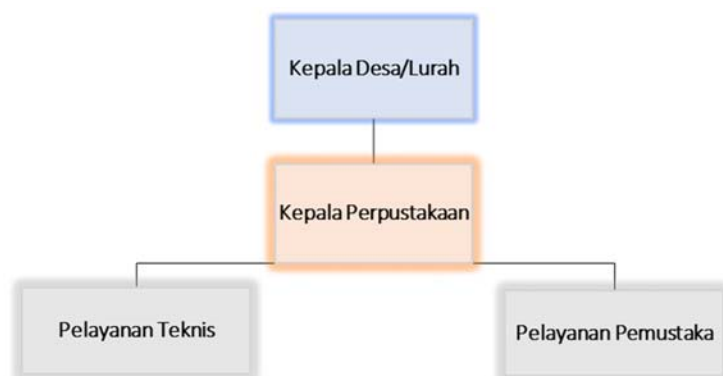 Kepala Desa/Lurah
Kepala Perpustakaan
Pelayanan Teknis
Pelayanan Pemustaka